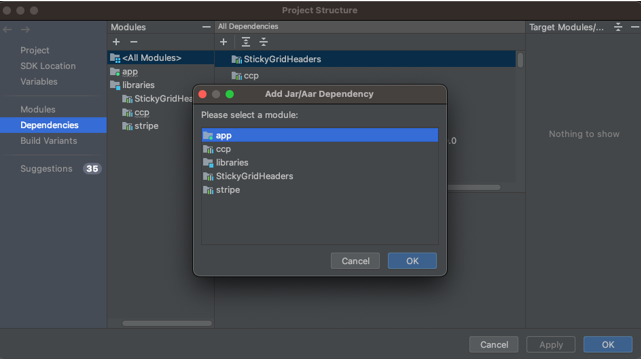 Project Structure
Project
SDK Location
Variables
Modules
Dependencies
Build Variants
Suggestions 35
Modules
<All Modules>
app
libraries
StickyGridHea
ccp
stripe
All Dependencies
StickyGridHeaders
ccp
.0
Add Jar/Aar Dependency
Please select a module:
app
ccp
libraries
StickyGridHeaders
stripe
Cancel OK
Target Modules/...
Nothing to show
Cancel Apply OK